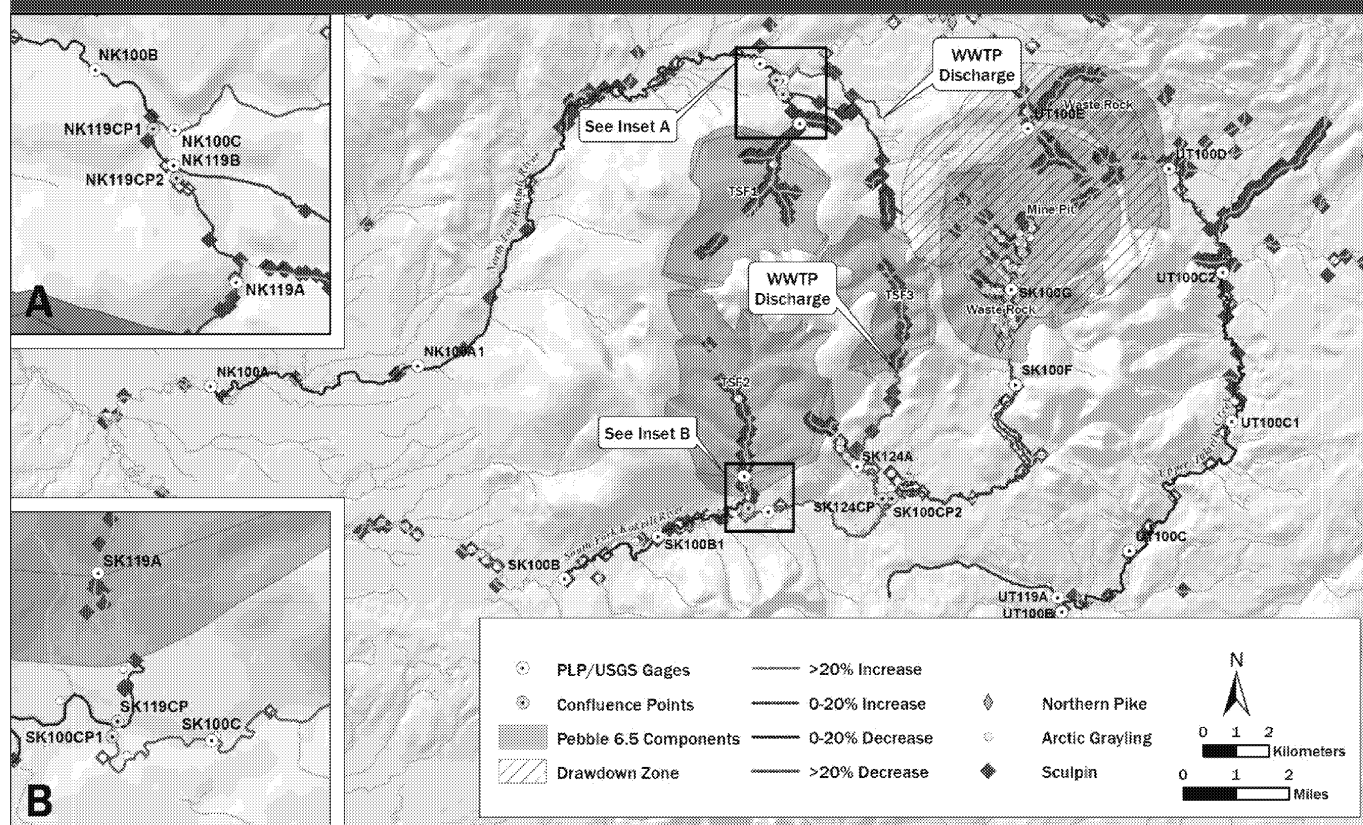 NK100B
NK119CP1
NK100C
NK119B
NK119CP2
NK119A
A
WWTP
Discharge
See Inset A
Waste Rock
UT100E
UT100D
TSF1
Mine Pit
North Fork Koktuli River
WWTP
Discharge
TSF3
UT100C2
SK100G
Waste Rock
NK100A1
NK100A
SK100F
TSF2
See Inset B
UT100C1
SK124A
SK124CP
SK100CP2
South Fork Koktuli River
SK100B1
SK100B
UT100C
UT119A
UT100B
SK119A
SK119CP
SK100C
SK100CP1
B
PLP/USGS Gages
Confluence Points
Pebble 6.5 Components
Drawdown Zone
>20% Increase
0-20% Increase
0-20% Decrease
>20% Decrease
Northern Pike
Arctic Grayling
Sculpin
N
0 1 2
Kilometers
0 1 2
Miles